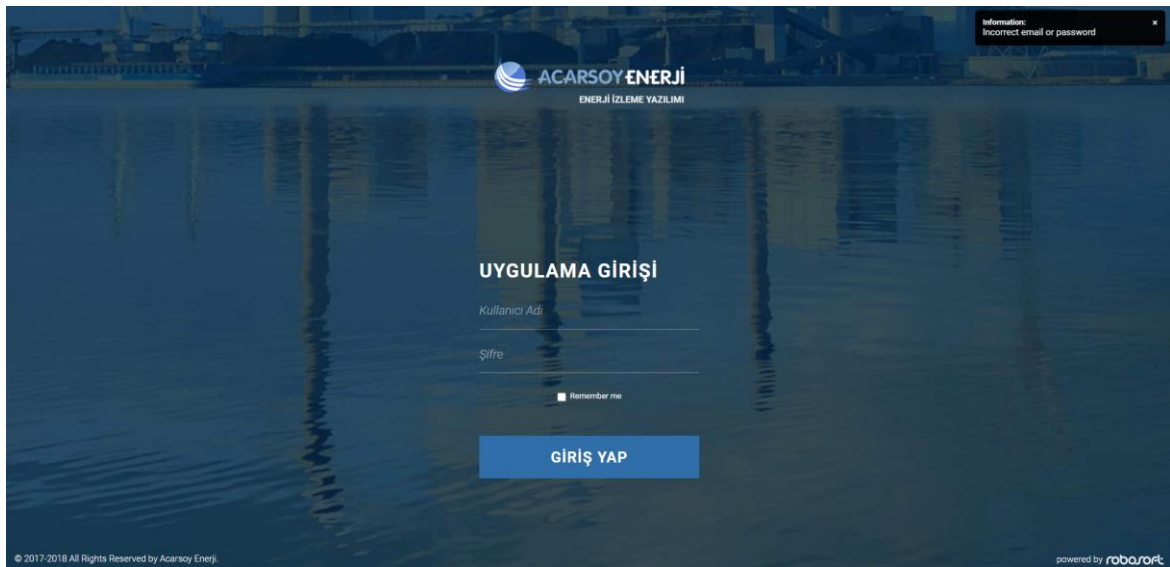 Information:
×
Incorrect email or password
ACARSOY ENERJİ
ENERJİ İZLEME YAZILIMI
UYGULAMA GİRİŞİ
Kullanıcı Adı
Şifre
Remember me
GİRİŞ YAP
© 2017-2018 All Rights Reserved by Acarsoy Enerji.
powered by robosoft